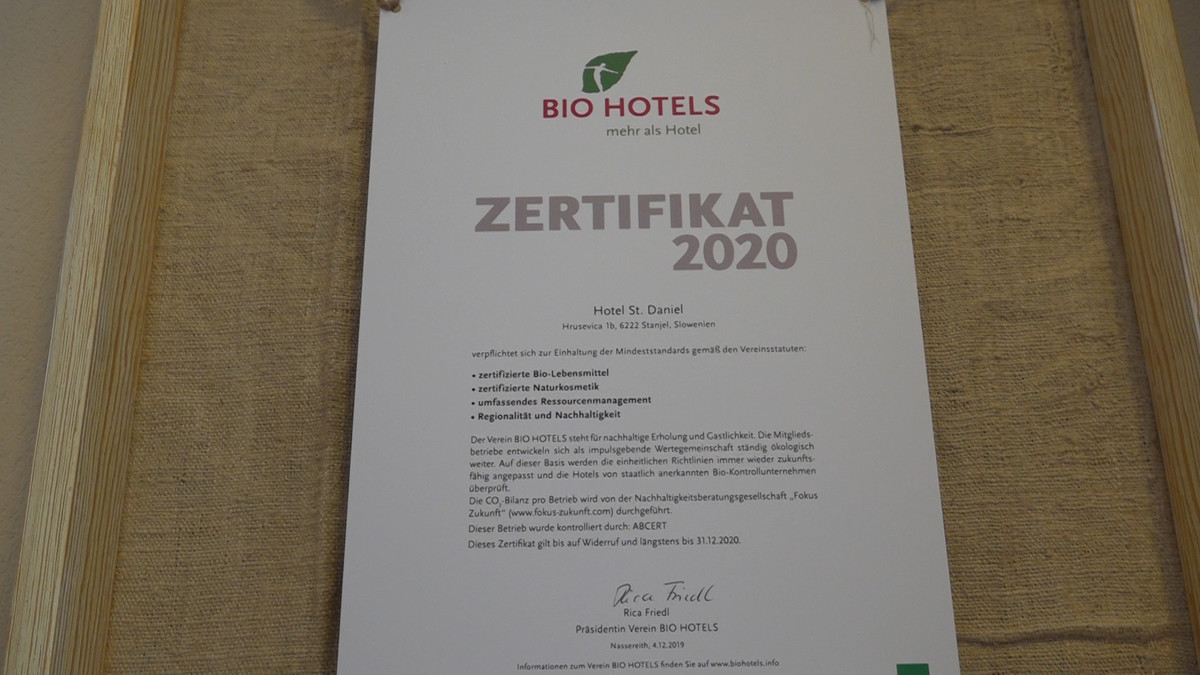 BIO HOTELS
mehr als Hotel
ZERTIFIKAT
2020
Hotel St. Daniel
Hrusevica 1b, 6222 Stanjel, Slowenien
verpflichtet sich zur Einhaltung der Mindeststandards gemäß den Vereinsstatuten:
• zertifizierte Bio-Lebensmittel
• zertifizierte Naturkosmetik
• umfassendes Ressourcenmanagement
• Regionalität und Nachhaltigkeit
Der Verein BIO HOTELS steht für nachhaltige Erholung und Gastlichkeit. Die Mitglieds-
betriebe entwickeln sich als impulsgebende Wertegemeinschaft ständig ökologisch
weiter. Auf dieser Basis werden die einheitlichen Richtlinien immer wieder zukunfts-
fähig angepasst und die Hotels von staatlich anerkannten Bio-Kontrollunternehmen
überprüft.
Die CO₂-Bilanz pro Betrieb wird von der Nachhaltigkeitsberatungsgesellschaft „Fokus
Zukunft“ (www.fokus-zukunft.com) durchgeführt.
Dieser Betrieb wurde kontrolliert durch: ABCERT
Dieses Zertifikat gilt bis auf Widerruf und längstens bis 31.12.2020.
Rica Friedl
Rica Friedl
Präsidentin Verein BIO HOTELS
Nassereith, 4.12.2019
Informationen zum Verein BIO HOTELS finden Sie auf www.biohotels.info